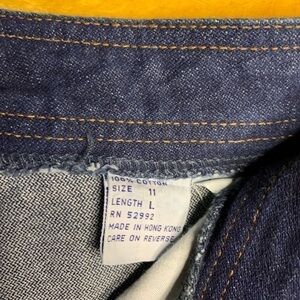 100% COTTON
SIZE 11
LENGTH L
RN 52992
MADE IN HONG KONG
CARE ON REVERSE